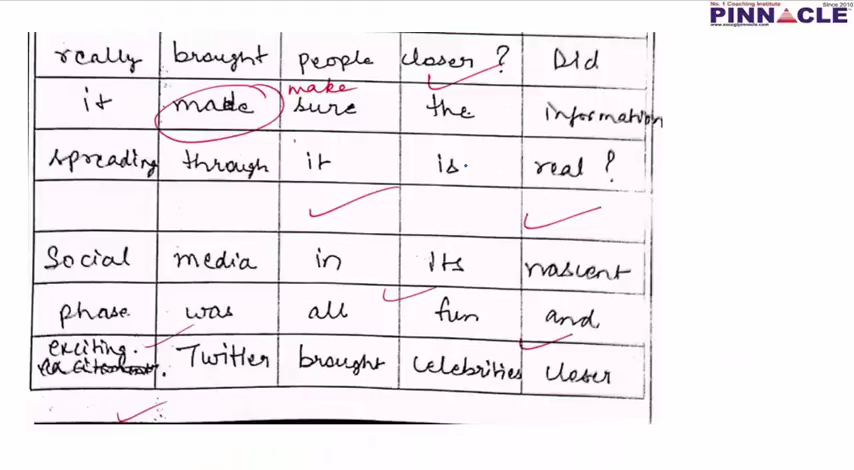 No. 1 Coaching Institute Since 2010
PINNACLE
really brought people closer ? Did
make
it made sure the information
spreading through it is real ?
Social media in Its nascent
phase was all fun and
exciting. Twitter brought celebrities closer